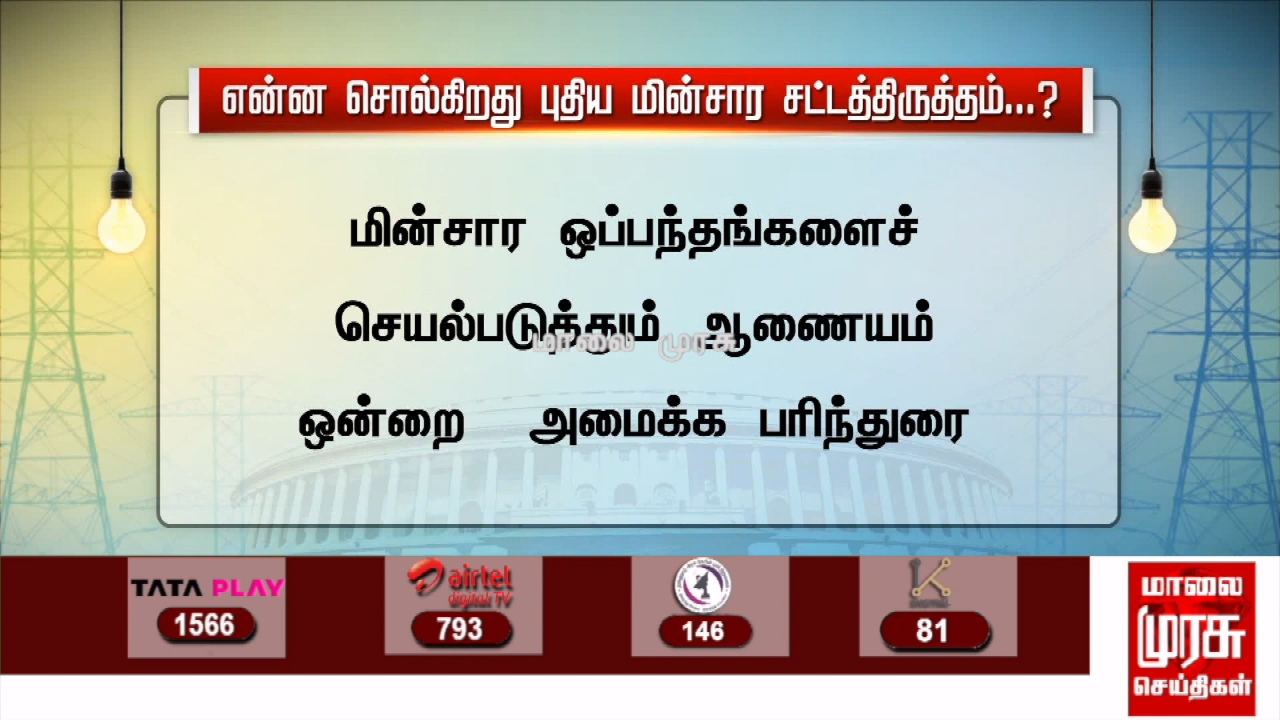 என்ன சொல்கிறது புதிய மின்சார சட்டத்திருத்தம்...?
மின்சார ஒப்பந்தங்களைச்
செயல்படுத்தும் ஆணையம்
மாலை முரசு
ஒன்றை அமைக்க பரிந்துரை
TATA PLAY
1566
airtel
digital TV
793
146
81
மாலை
முரசு
செய்திகள்